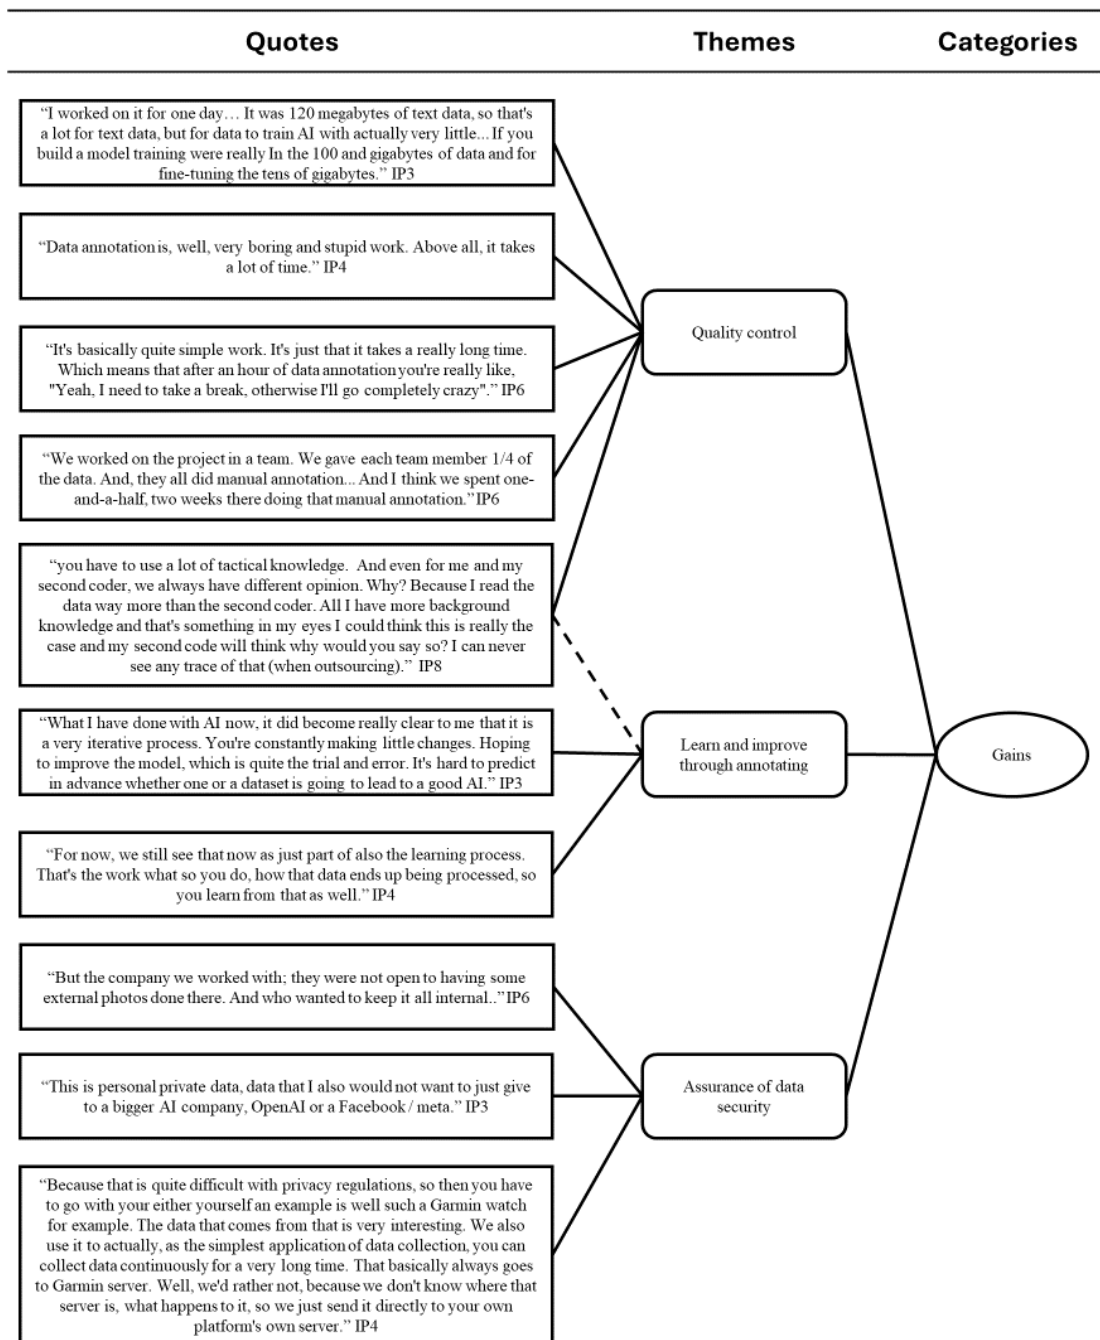 Quotes Themes Categories
“I worked on it for one day… It was 120 megabytes of text data, so that's
a lot for text data, but for data to train AI with actually very little... If you
build a model training were really In the 100 and gigabytes of data and for
fine-tuning the tens of gigabytes.” IP3
“Data annotation is, well, very boring and stupid work. Above all, it takes
a lot of time.” IP4
“It's basically quite simple work. It's just that it takes a really long time.
Which means that after an hour of data annotation you're really like,
"Yeah, I need to take a break, otherwise I'll go completely crazy".” IP6
“We worked on the project in a team. We gave each team member 1/4 of
the data. And, they all did manual annotation... And I think we spent one-
and-a-half, two weeks there doing that manual annotation.” IP6
“you have to use a lot of tactical knowledge. And even for me and my
second coder, we always have different opinion. Why? Because I read the
data way more than the second coder. All I have more background
knowledge and that's something in my eyes I could think this is really the
case and my second code will think why would you say so? I can never
see any trace of that (when outsourcing).” IP8
“What I have done with AI now, it did become really clear to me that it is
a very iterative process. You're constantly making little changes. Hoping
to improve the model, which is quite the trial and error. It's hard to predict
in advance whether one or a dataset is going to lead to a good AI.” IP3
“For now, we still see that now as just part of also the learning process.
That's the work what so you do, how that data ends up being processed, so
you learn from that as well.” IP4
“But the company we worked with; they were not open to having some
external photos done there. And who wanted to keep it all internal..” IP6
“This is personal private data, data that I also would not want to just give
to a bigger AI company, OpenAI or a Facebook / meta.” IP3
“Because that is quite difficult with privacy regulations, so then you have
to go with your either yourself an example is well such a Garmin watch
for example. The data that comes from that is very interesting. We also
use it to actually, as the simplest application of data collection, you can
collect data continuously for a very long time. That basically always goes
to Garmin server. Well, we'd rather not, because we don't know where that
server is, what happens to it, so we just send it directly to your own
platform's own server.” IP4
Quality control
Learn and improve
through annotating
Assurance of data
security
Gains